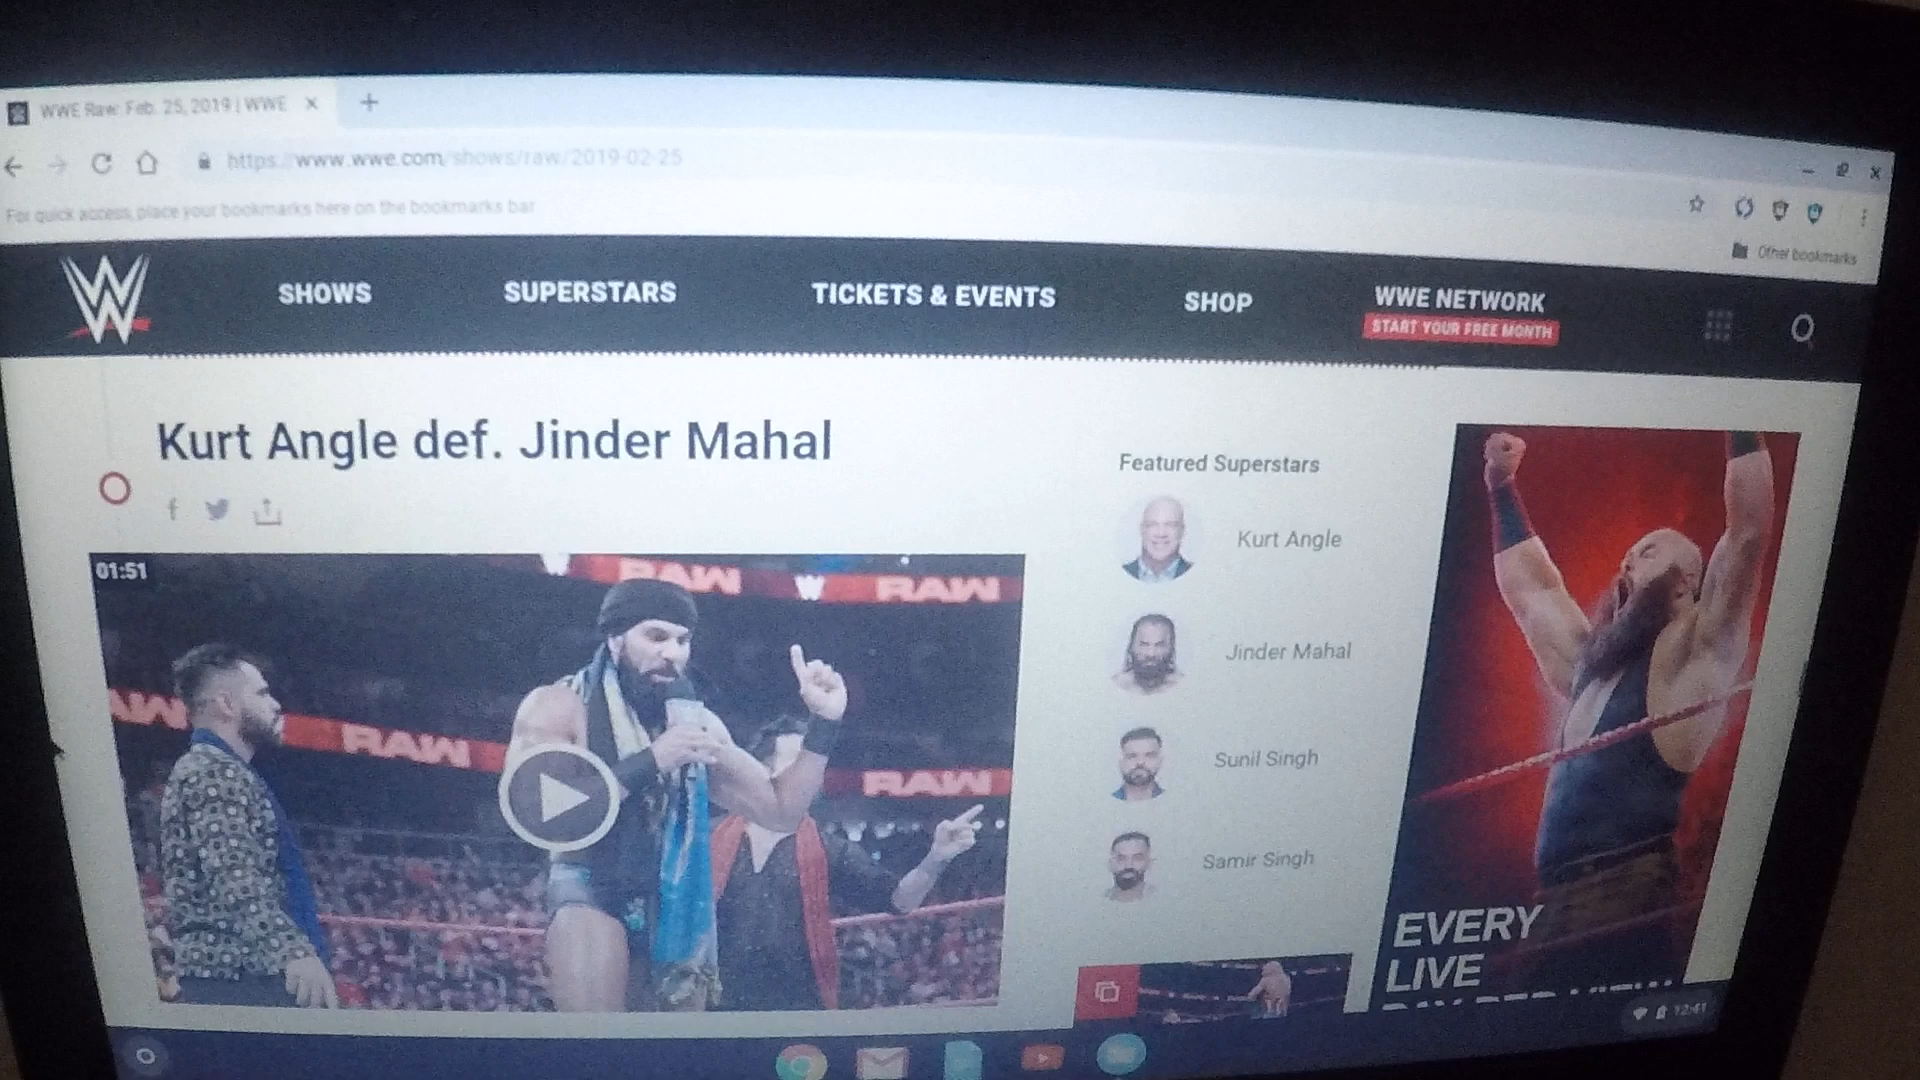 WWE Raw: Feb. 25, 2019 | WWE
https://www.wwe.com/shows/raw/2019-02-25
For quick access, place your bookmarks here on the bookmarks bar
Other bookmarks
W
SHOWS
SUPERSTARS
TICKETS & EVENTS
SHOP
WWE NETWORK
START YOUR FREE MONTH
Kurt Angle def. Jinder Mahal
f
01:51
RAW
RAW
RAW
RAW
RAW
Featured Superstars
Kurt Angle
Jinder Mahal
Sunil Singh
Samir Singh
EVERY
LIVE
12:41